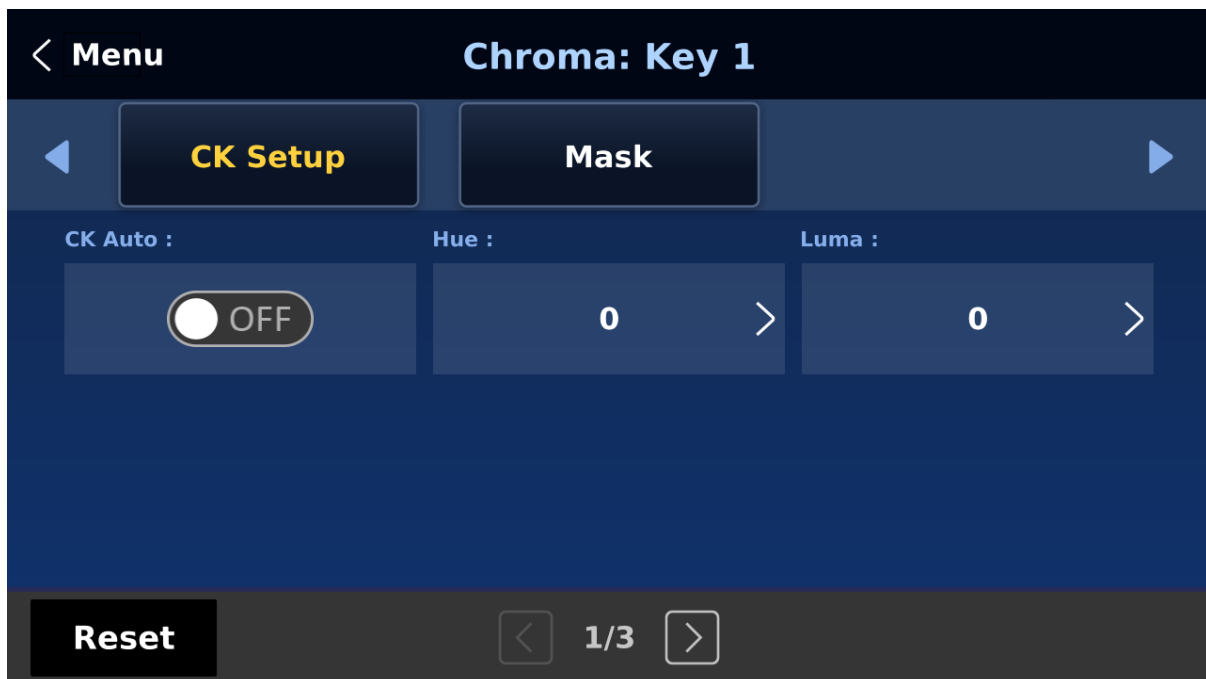 Menu
Chroma: Key 1
CK Setup
Mask
CK Auto :
Hue :
Luma :
OFF
0
0
Reset
1/3